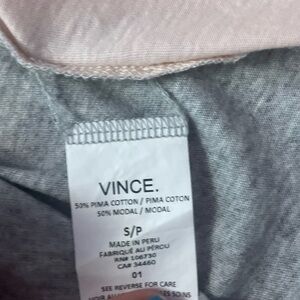 VINCE.
50% PIMA COTTON / PIMA COTON
50% MODAL / MODAL
S/P
MADE IN PERU
FABRIQUÉ AU PÉROU
RN# 106730
CA# 34460
01
SEE REVERSE FOR CARE